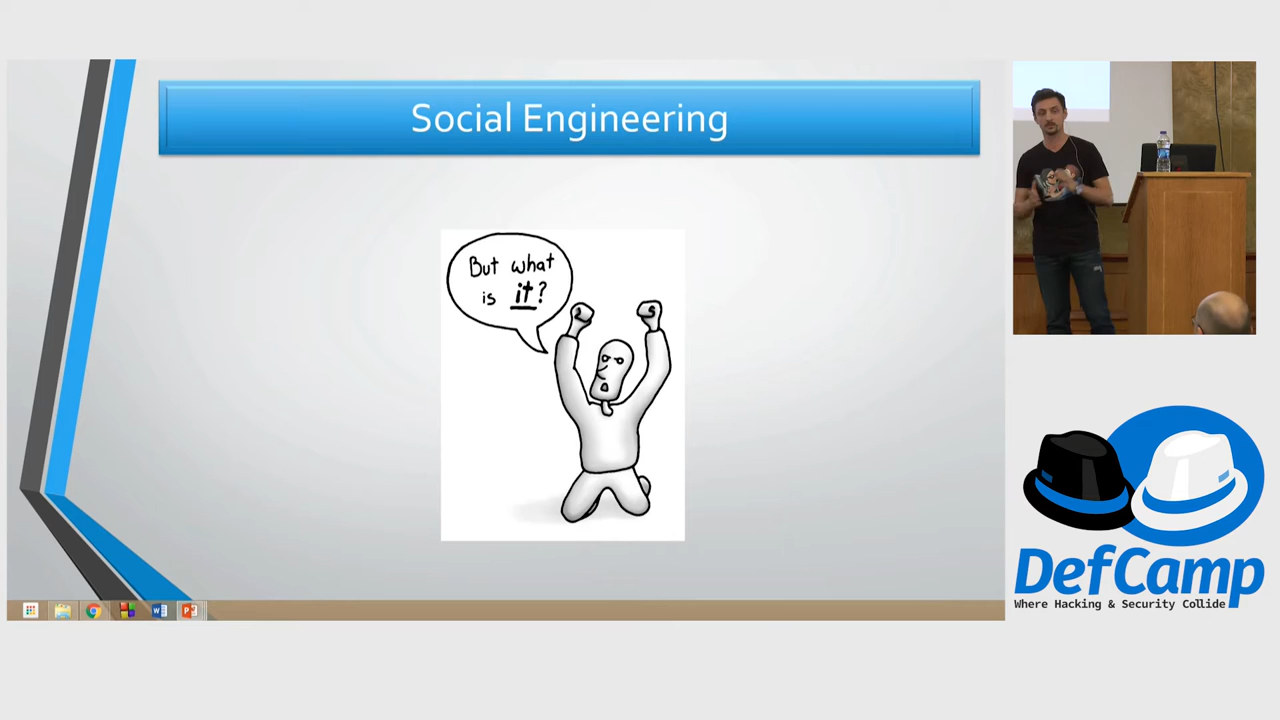 Social Engineering
But what
is it?
DefCamp
Where Hacking & Security Collide